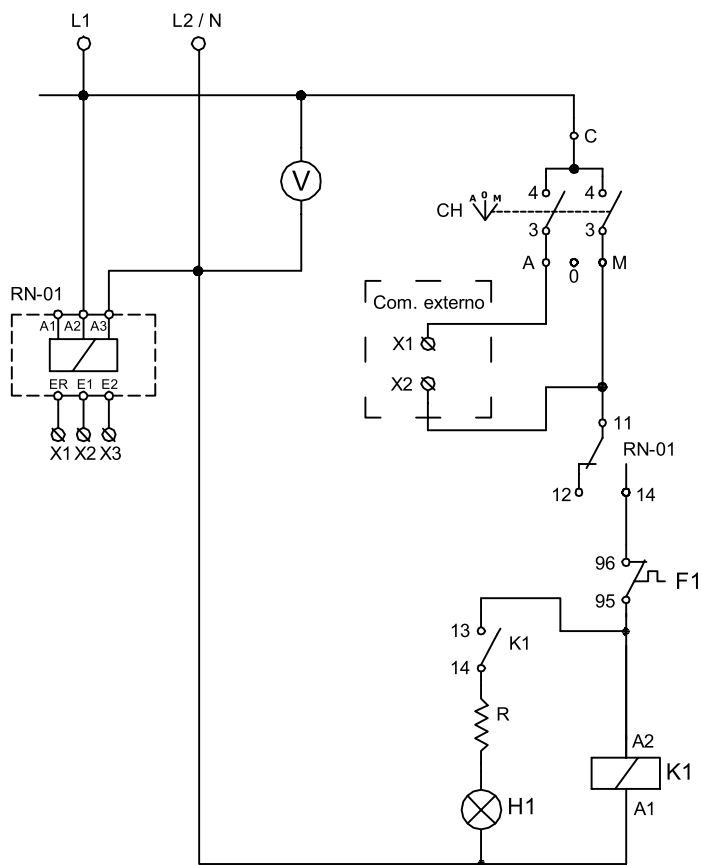 L1
L2 / N
C
4
4
CH
A 0 M
3
3
A
0
M
RN-01
A1
A2
A3
Com. externo
X1
X2
ER
E1
E2
X1
X2
X3
11
RN-01
12
14
96
F1
95
13
K1
14
R
A2
K1
H1
A1
V